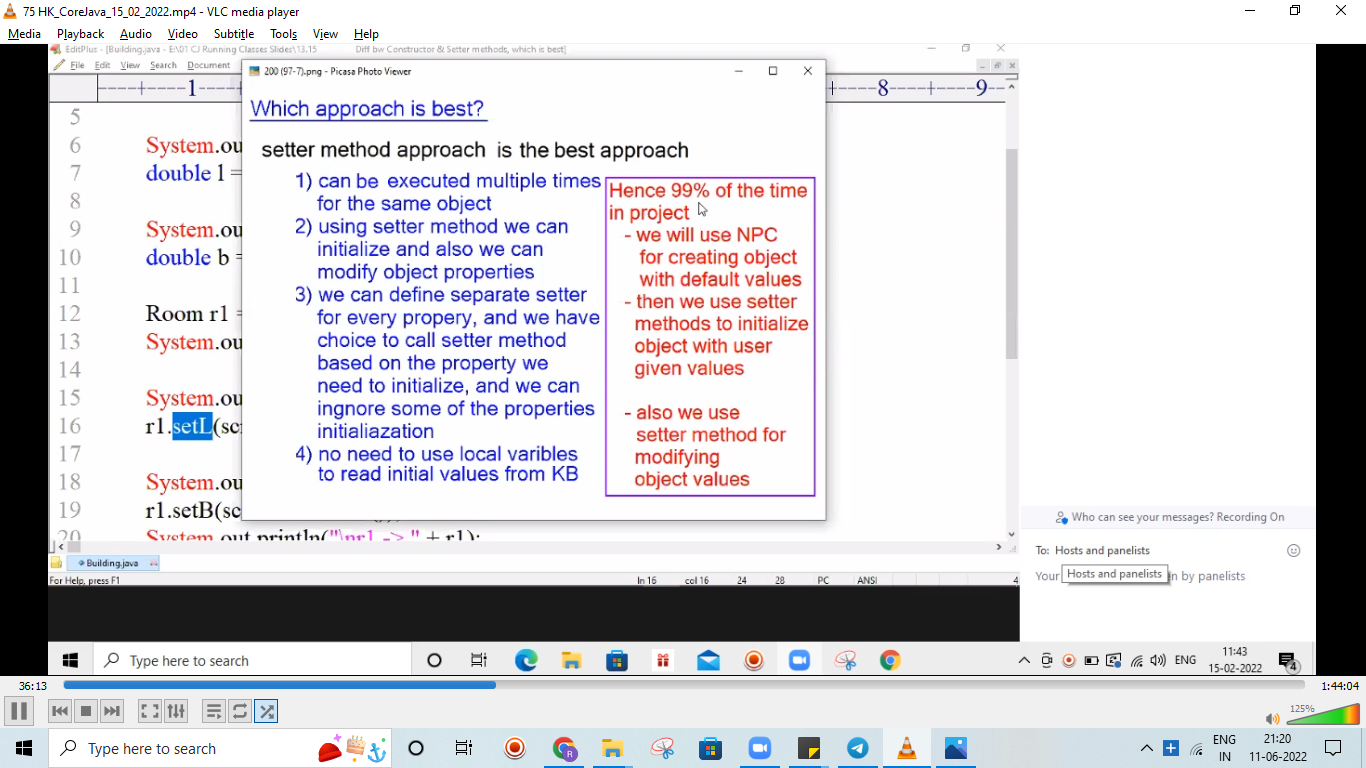 75 HK_CoreJava_15_02_2022.mp4 - VLC media player
Media Playback Audio Video Subtitle Tools View Help
EditPlus - [Building.java - E:\01 CJ Running Classes Slides\13.15 Diff bw Constructor & Setter methods, which is best]
File Edit View Search Document
200 (97-7).png - Picasa Photo Viewer
----+----1----+ +----8----+----9---
Which approach is best?
setter method approach is the best approach
1) can be executed multiple times
for the same object
2) using setter method we can
initialize and also we can
modify object properties
3) we can define separate setter
for every propery, and we have
choice to call setter method
based on the property we
need to initialize, and we can
ingnore some of the properties
initialiazation
4) no need to use local varibles
to read initial values from KB
Hence 99% of the time
in project
- we will use NPC
for creating object
with default values
- then we use setter
methods to initialize
object with user
given values
- also we use
setter method for
modifying
object values
5
6 System.ou
7 double l =
8
9 System.ou
10 double b =
11
12 Room r1 =
13 System.ou
14
15 System.ou
16 r1.setL(sc
17
18 System.ou
19 r1.setB(sc
20 System.out.println("\nr1 -> " + r1);
Building.java
For Help, press F1 ln 16 col 16 24 28 PC ANSI 4
Who can see your messages? Recording On
To: Hosts and panelists
Your Hosts and panelists n by panelists
Type here to search
ENG
11:43
15-02-2022
4
36:13 1:44:04
125%
Type here to search
ENG
IN
21:20
11-06-2022